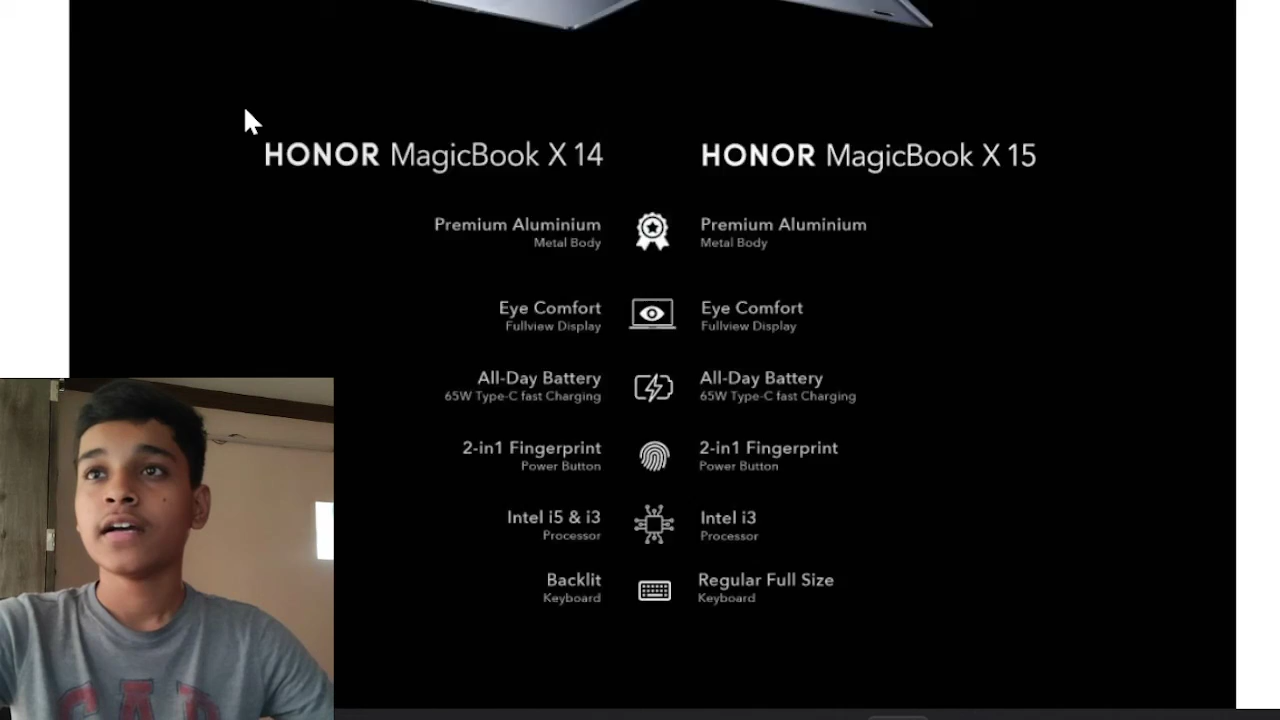 HONOR MagicBook X 14
HONOR MagicBook X 15
Premium Aluminium
Metal Body
Premium Aluminium
Metal Body
Eye Comfort
Fullview Display
Eye Comfort
Fullview Display
All-Day Battery
65W Type-C fast Charging
All-Day Battery
65W Type-C fast Charging
2-in1 Fingerprint
Power Button
2-in1 Fingerprint
Power Button
Intel i5 & i3
Processor
Intel i3
Processor
Backlit
Keyboard
Regular Full Size
Keyboard
GAP